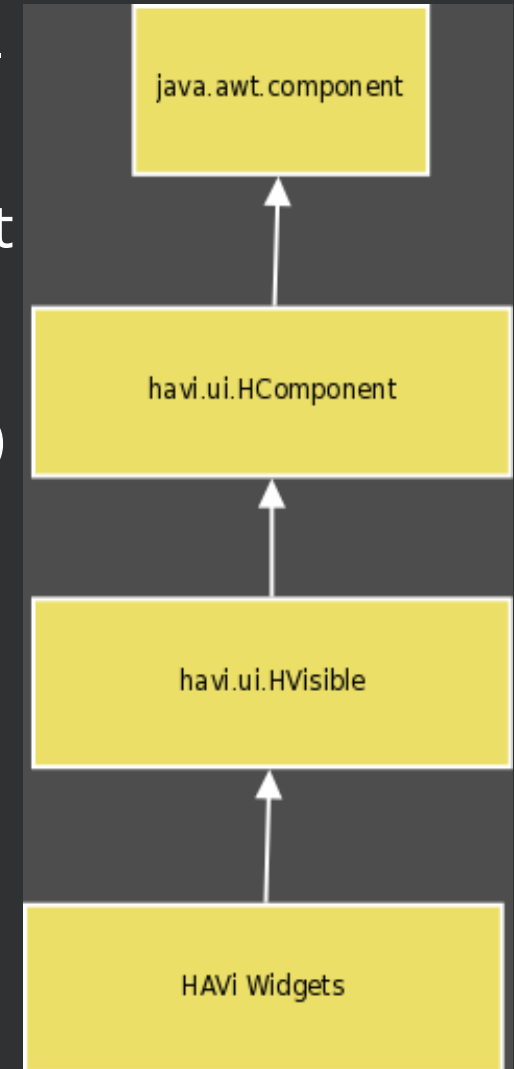 java.awt.component
t
)
havi.ui.HComponent
havi.ui.HVisible
HAVi Widgets